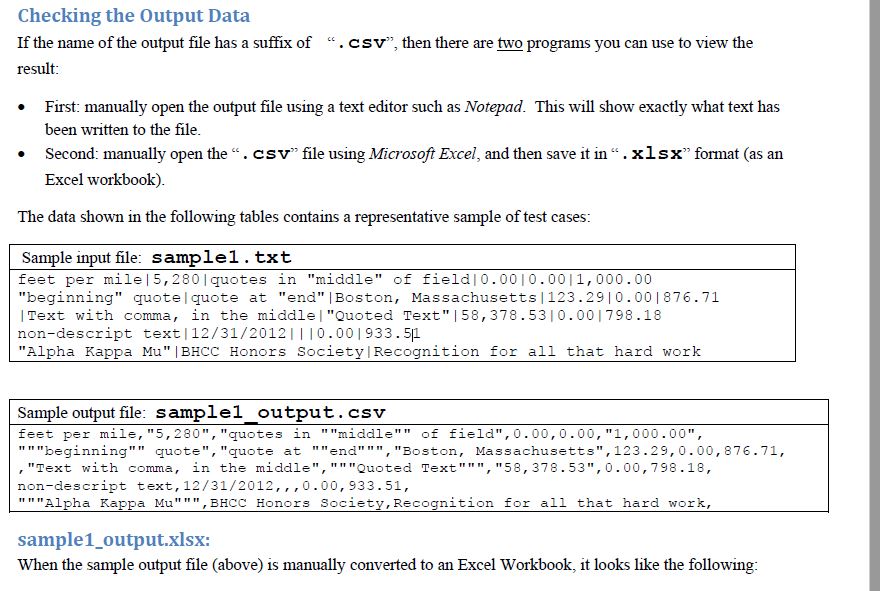 Checking the Output Data
If the name of the output file has a suffix of “.csv”, then there are two programs you can use to view the
result:
• First: manually open the output file using a text editor such as Notepad. This will show exactly what text has
been written to the file.
• Second: manually open the “.csv” file using Microsoft Excel, and then save it in “.xlsx” format (as an
Excel workbook).
The data shown in the following tables contains a representative sample of test cases:
Sample input file: sample1.txt
feet per mile|5,280|quotes in "middle" of field|0.00|0.00|1,000.00
"beginning" quote|quote at "end"|Boston, Massachusetts|123.29|0.00|876.71
|Text with comma, in the middle|"Quoted Text"|58,378.53|0.00|798.18
non-descript text|12/31/2012|||0.00|933.51
"Alpha Kappa Mu"|BHCC Honors Society|Recognition for all that hard work
Sample output file: sample1_output.csv
feet per mile,"5,280","quotes in ""middle"" of field",0.00,0.00,"1,000.00",
"""beginning"" quote","quote at ""end""","Boston, Massachusetts",123.29,0.00,876.71,
,"Text with comma, in the middle","""Quoted Text""","58,378.53",0.00,798.18,
non-descript text,12/31/2012,,,0.00,933.51,
"""Alpha Kappa Mu""",BHCC Honors Society,Recognition for all that hard work,
sample1_output.xlsx:
When the sample output file (above) is manually converted to an Excel Workbook, it looks like the following: